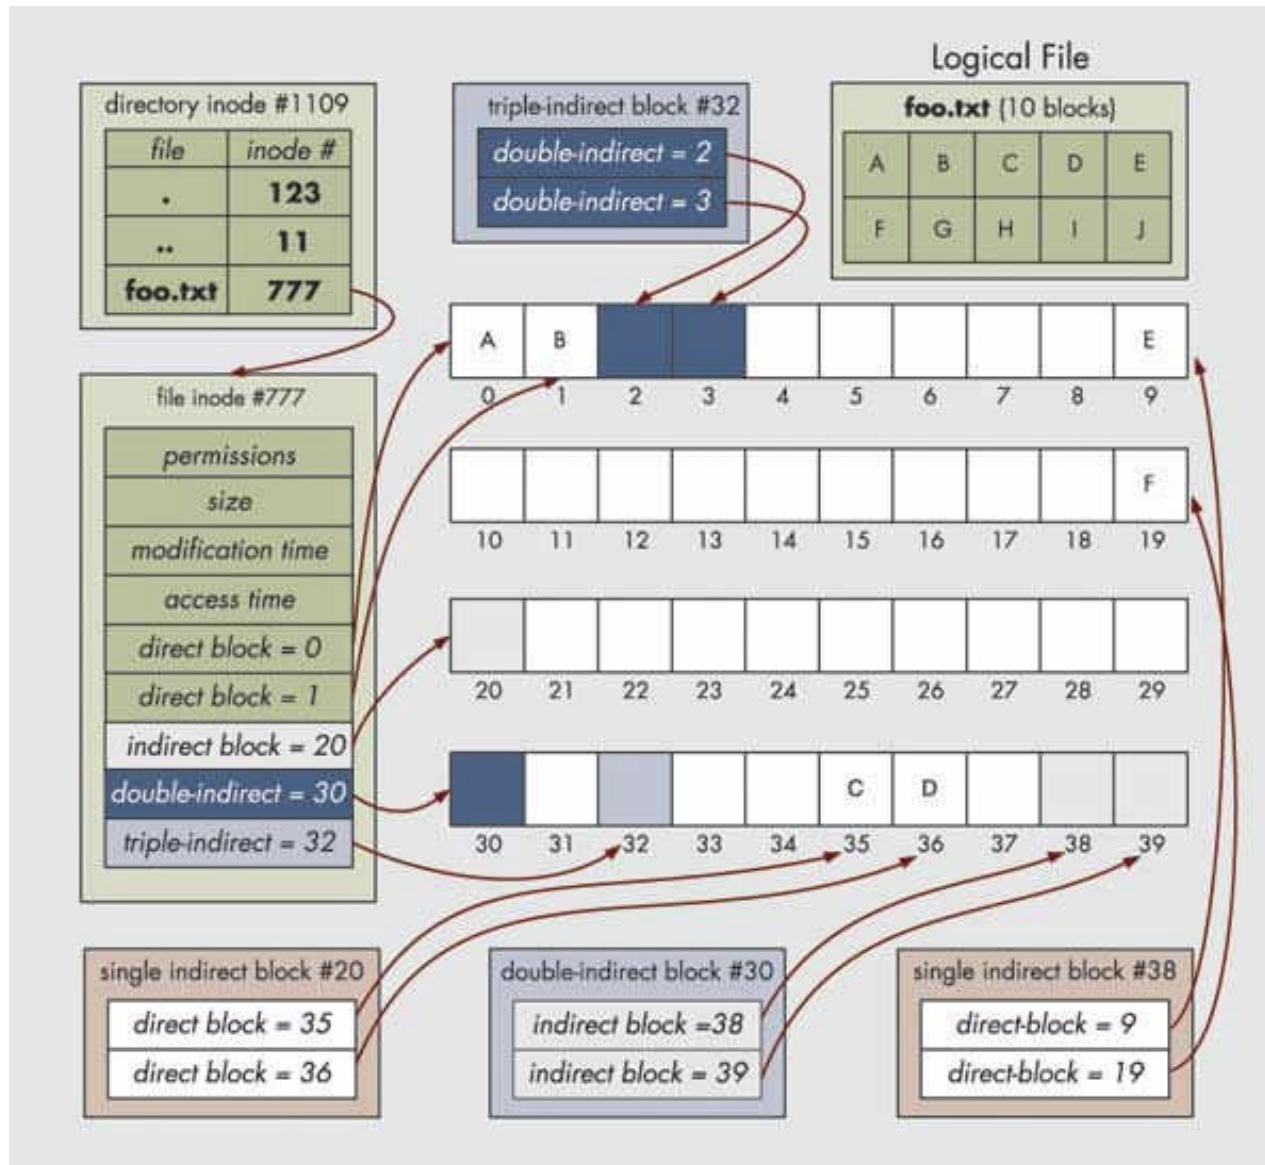 Logical File
directory inode #1109
file inode #
. 123
.. 11
foo.txt 777
triple-indirect block #32
double-indirect = 2
double-indirect = 3
foo.txt (10 blocks)
A B C D E
F G H I J
A B E
0 1 2 3 4 5 6 7 8 9
F
10 11 12 13 14 15 16 17 18 19
20 21 22 23 24 25 26 27 28 29
C D
30 31 32 33 34 35 36 37 38 39
file inode #777
permissions
size
modification time
access time
direct block = 0
direct block = 1
indirect block = 20
double-indirect = 30
triple-indirect = 32
single indirect block #20
direct block = 35
direct block = 36
double-indirect block #30
indirect block =38
indirect block = 39
single indirect block #38
direct-block = 9
direct-block = 19